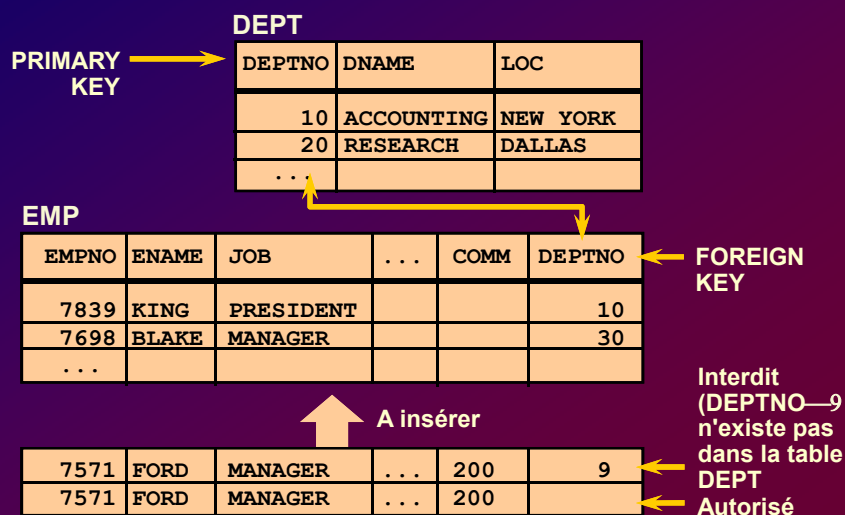 DEPT
PRIMARY
KEY
DEPTNO DNAME LOC
10 ACCOUNTING NEW YORK
20 RESEARCH DALLAS
...
EMP
EMPNO ENAME JOB ... COMM DEPTNO
FOREIGN
KEY
7839 KING PRESIDENT 10
7698 BLAKE MANAGER 30
...
A insérer
Interdit
(DEPTNO—9
n'existe pas
dans la table
DEPT
7571 FORD MANAGER ... 200 9
7571 FORD MANAGER ... 200
Autorisé